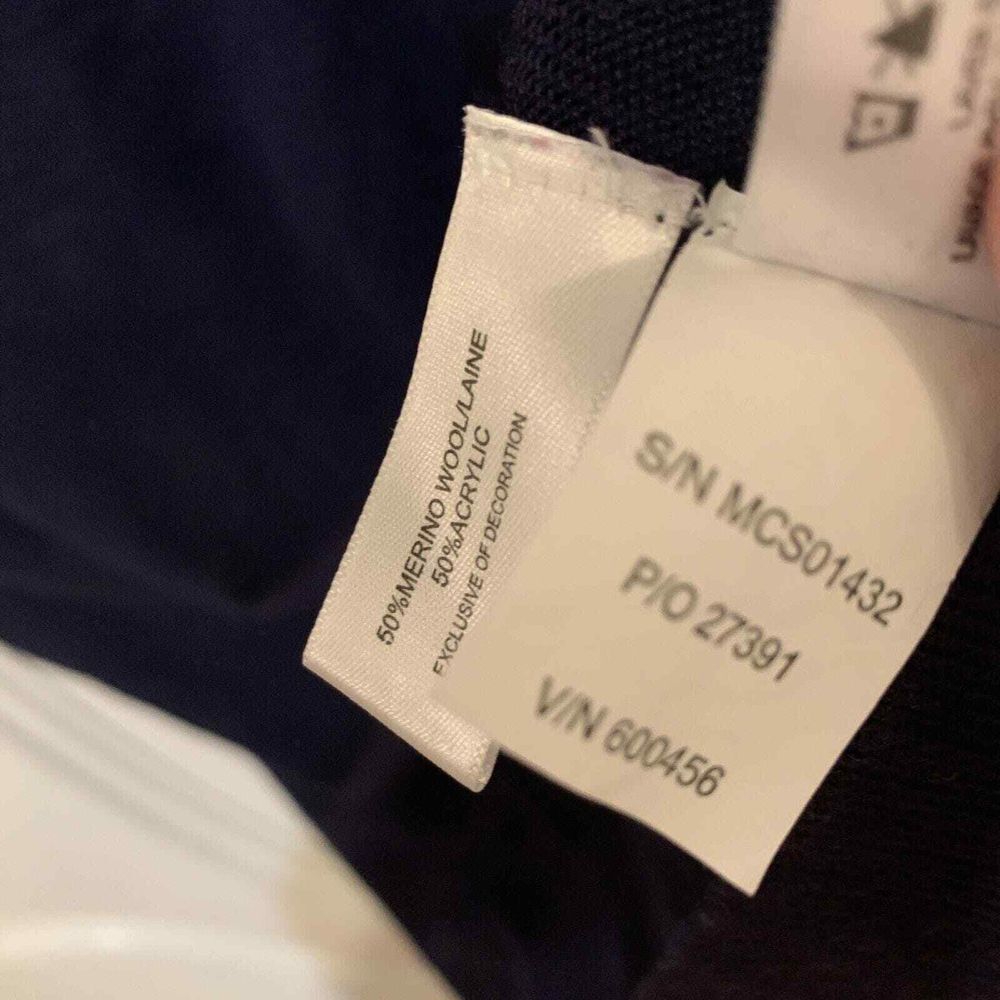 50%MERINO WOOL/LAINE
50%ACRYLIC
EXCLUSIVE OF DECORATION
S/N MCS01432
P/O 27391
V/N 600456